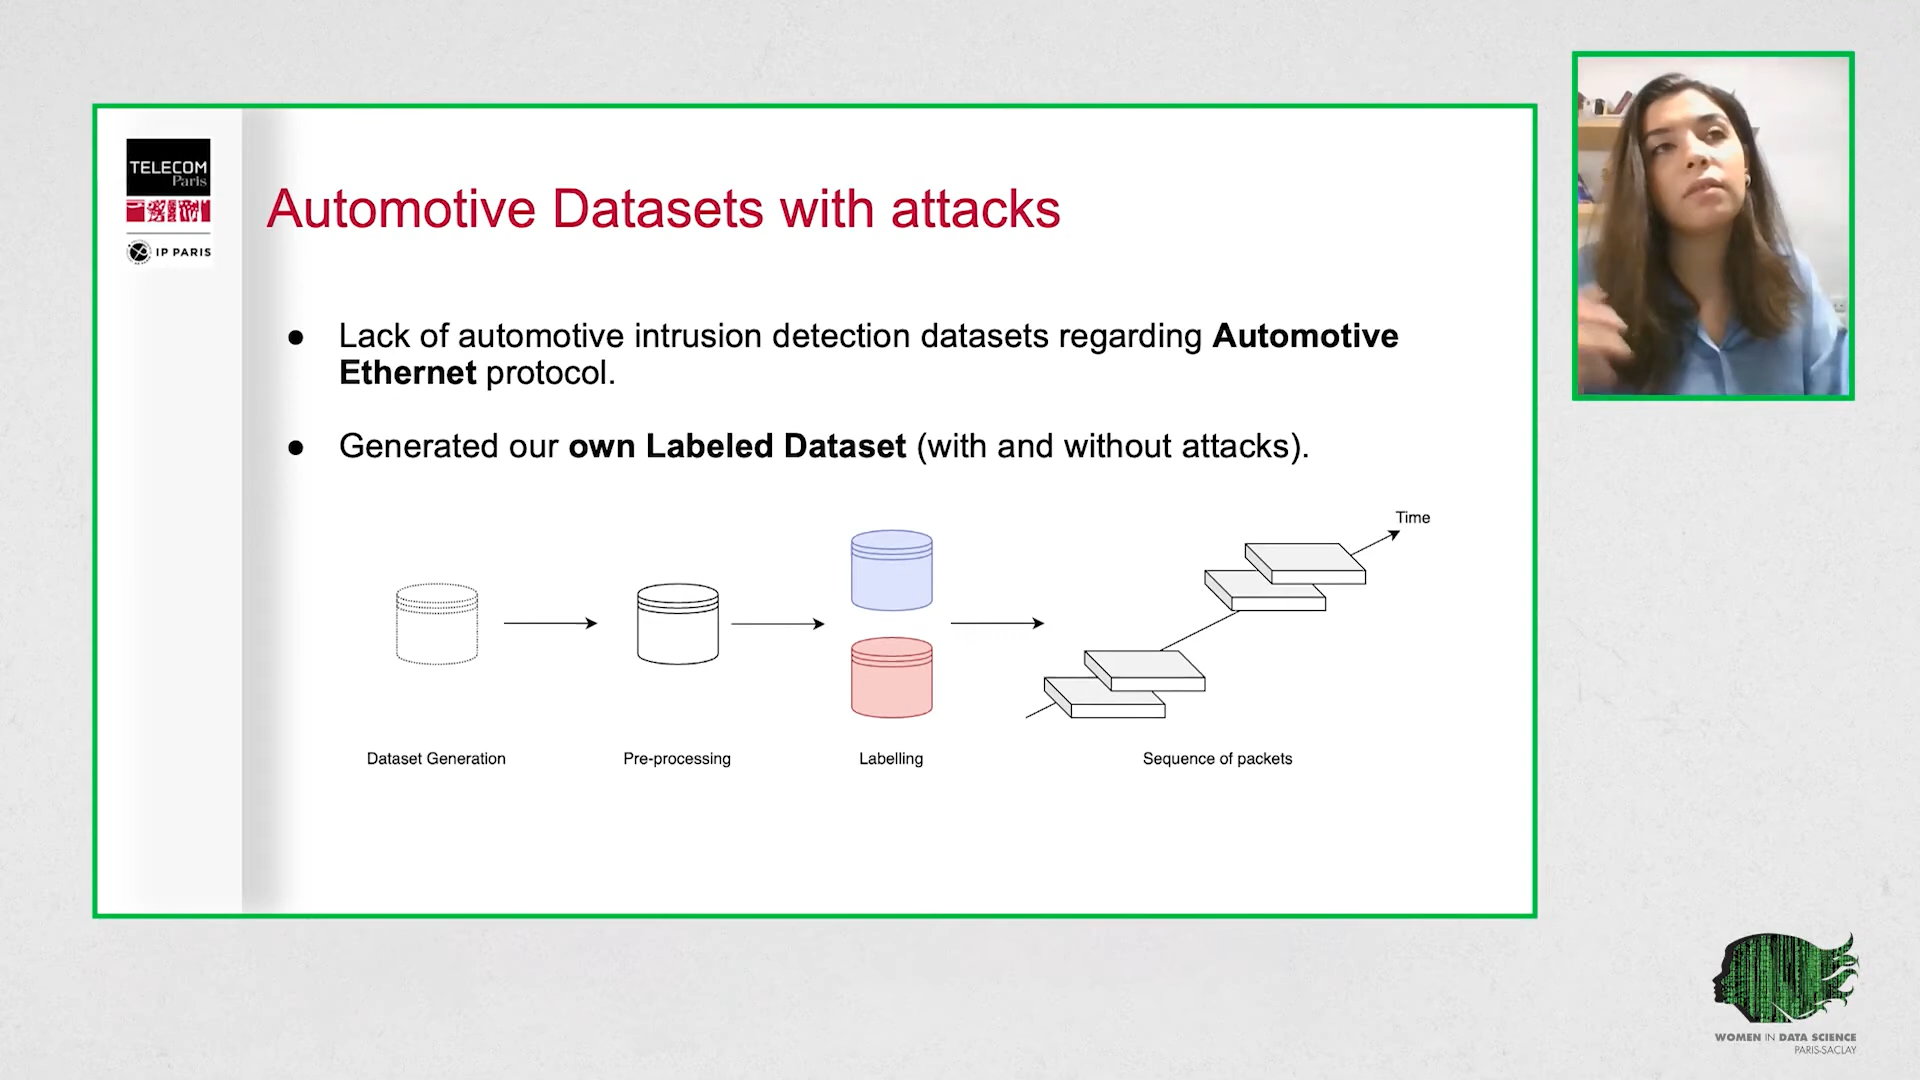 TELECOM
Paris
IP PARIS
Automotive Datasets with attacks
● Lack of automotive intrusion detection datasets regarding Automotive
Ethernet protocol.
● Generated our own Labeled Dataset (with and without attacks).
Time
Dataset Generation
Pre-processing
Labelling
Sequence of packets
WOMEN IN DATA SCIENCE
PARIS-SACLAY